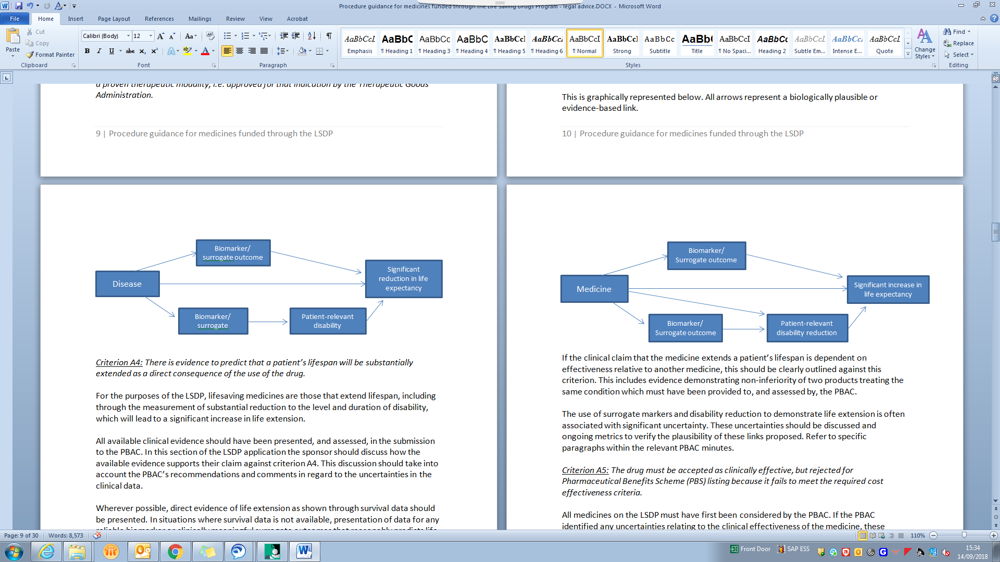 Procedure guidance for medicines funded through the Life Saving Drugs Program - legal advice.DOCX - Microsoft Word
File
Home
Insert
Page Layout
References
Mailings
Review
View
Acrobat
Paste
Cut
Copy
Format Painter
Clipboard
Calibri (Body)
12
Font
Paragraph
AaBbCcI
Emphasis
AaBbC
¶ Heading 1
AaBbCc
¶ Heading 3
AaBbC
¶ Heading 4
AaBbCcl
¶ Heading 5
AaBbCcI
¶ Heading 6
AaBbCcI
¶ Normal
AaBbCcl
Strong
AaBbCc
Subtitle
AaBb(
Title
AaBbCcI
¶ No Spaci...
AaBbCc
Heading 2
AaBbCcI
Subtle Em...
AaBbCcI
Intense E...
AaBbCcI
Quote
Change
Styles
Styles
Find
Replace
Select
Editing
a proven therapeutic modality, i.e. approved for that indication by the Therapeutic Goods
Administration.
9 | Procedure guidance for medicines funded through the LSDP
This is graphically represented below. All arrows represent a biologically plausible or
evidence-based link.
10 | Procedure guidance for medicines funded through the LSDP
Biomarker/
surrogate outcome
Disease
Significant
reduction in life
expectancy
Biomarker/
surrogate
Patient-relevant
disability
Criterion A4: There is evidence to predict that a patient’s lifespan will be substantially
extended as a direct consequence of the use of the drug.
For the purposes of the LSDP, lifesaving medicines are those that extend lifespan, including
through the measurement of substantial reduction to the level and duration of disability,
which will lead to a significant increase in life extension.
All available clinical evidence should have been presented, and assessed, in the submission
to the PBAC. In this section of the LSDP application the sponsor should discuss how the
available evidence supports their claim against criterion A4. This discussion should take into
account the PBAC’s recommendations and comments in regard to the uncertainties in the
clinical data.
Wherever possible, direct evidence of life extension as shown through survival data should
be presented. In situations where survival data is not available, presentation of data for any
reliable biomarker or clinically meaningful surrogate outcomes that reasonably predicts life
Biomarker/
Surrogate outcome
Medicine
Significant increase in
life expectancy
Biomarker/
Surrogate outcome
Patient-relevant
disability reduction
If the clinical claim that the medicine extends a patient’s lifespan is dependent on
effectiveness relative to another medicine, this should be clearly outlined against this
criterion. This includes evidence demonstrating non-inferiority of two products treating the
same condition which must have been provided to, and assessed by, the PBAC.
The use of surrogate markers and disability reduction to demonstrate life extension is often
associated with significant uncertainty. These uncertainties should be discussed and
ongoing metrics to verify the plausibility of these links proposed. Refer to specific
paragraphs within the relevant PBAC minutes.
Criterion A5: The drug must be accepted as clinically effective, but rejected for
Pharmaceutical Benefits Scheme (PBS) listing because it fails to meet the required cost
effectiveness criteria.
All medicines on the LSDP must have first been considered by the PBAC. If the PBAC
identified any uncertainties relating to the clinical effectiveness of the medicine, these
Page: 9 of 30
Words: 8,573
110%
Front Door
SAP ESS
15:34
14/09/2018